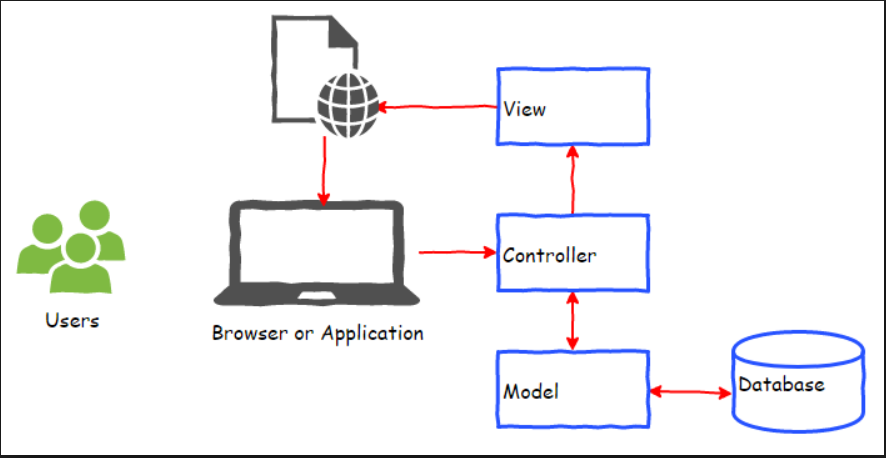 View
Controller
Users
Browser or Application
Model
Database